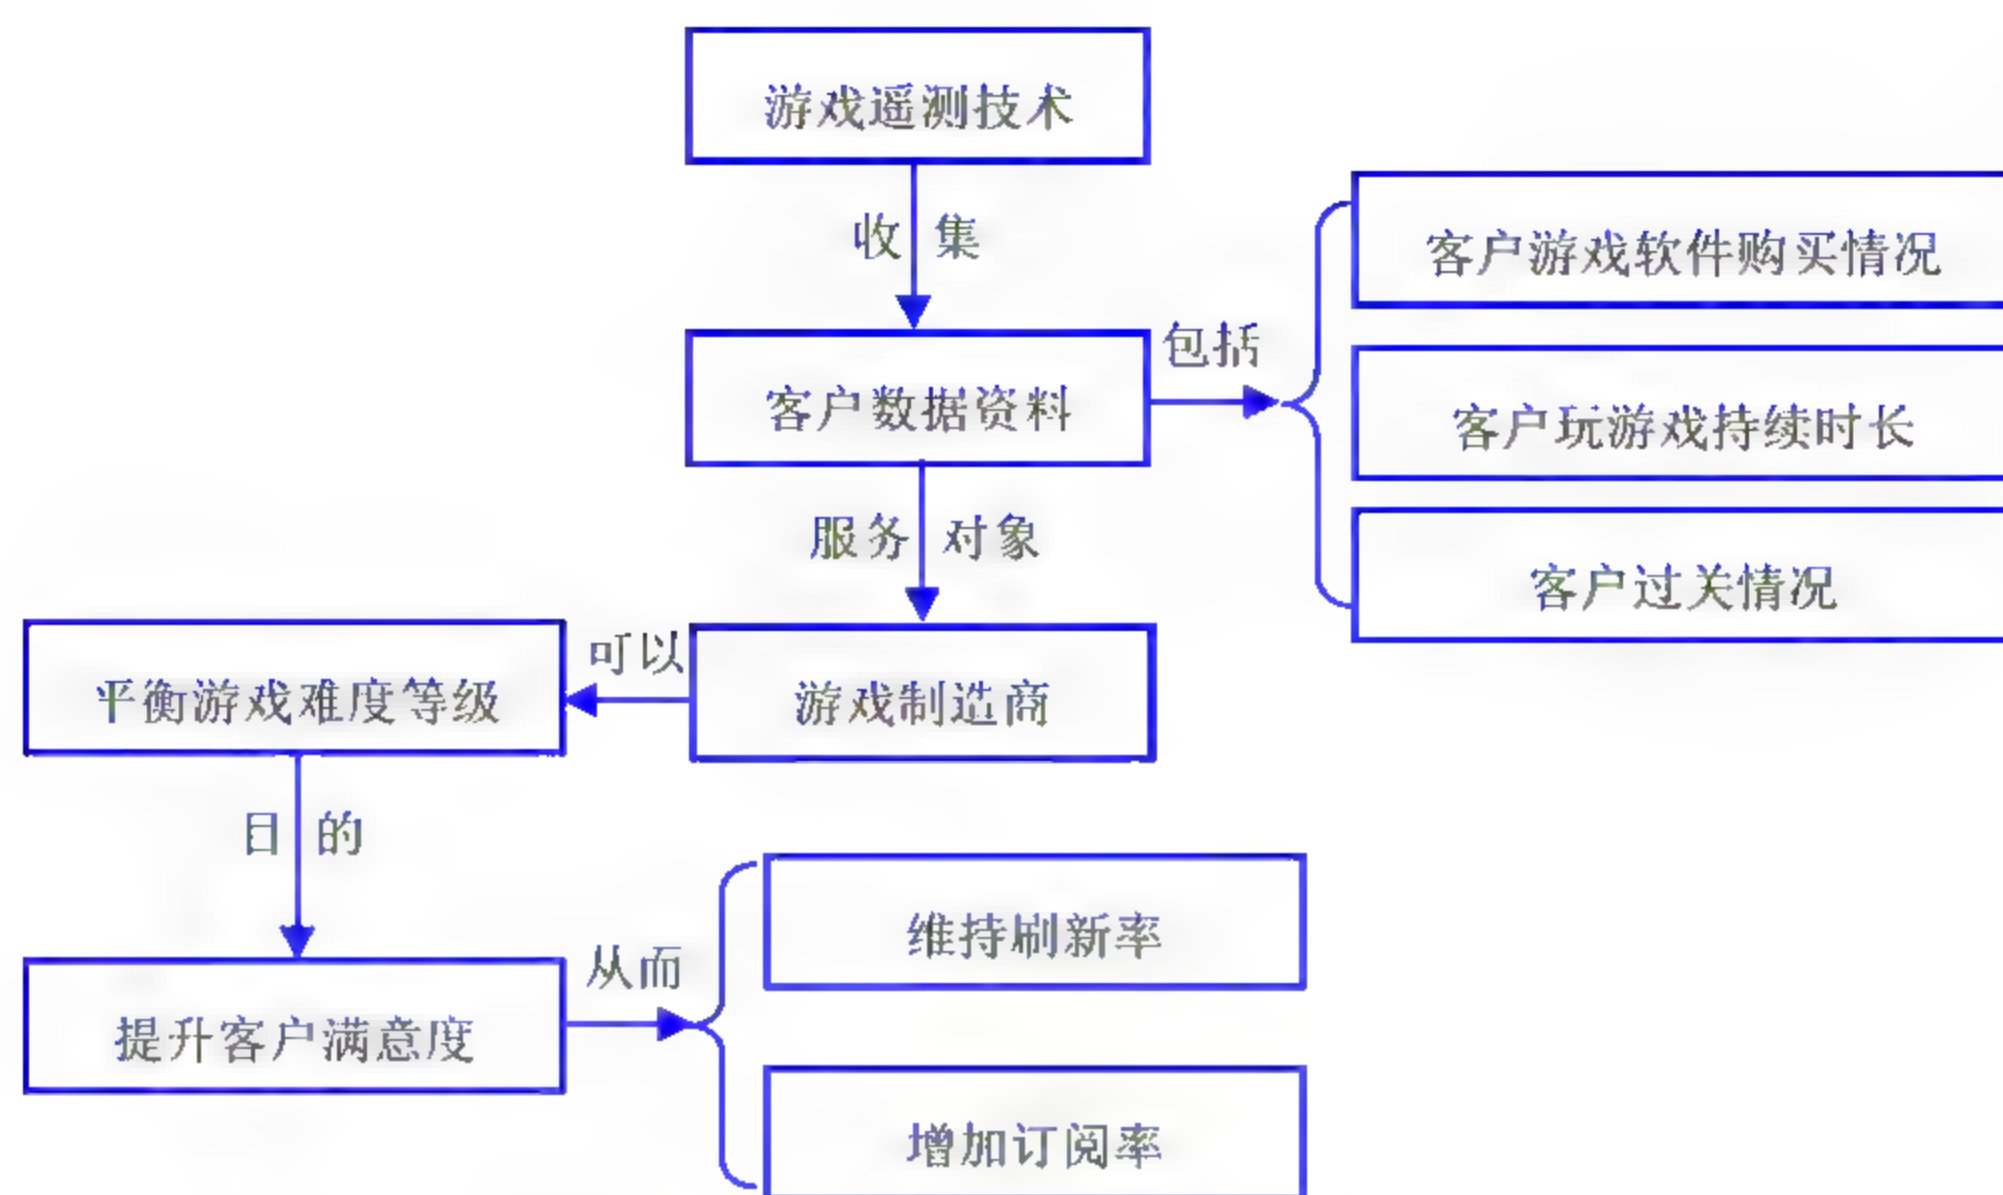 游戏遥测技术
收集
客户游戏软件购买情况
包括
客户数据资料
客户玩游戏持续时长
服务对象
客户过关情况
可以
平衡游戏难度等级
游戏制造商
目的
维持刷新率
从而
提升客户满意度
增加订阅率